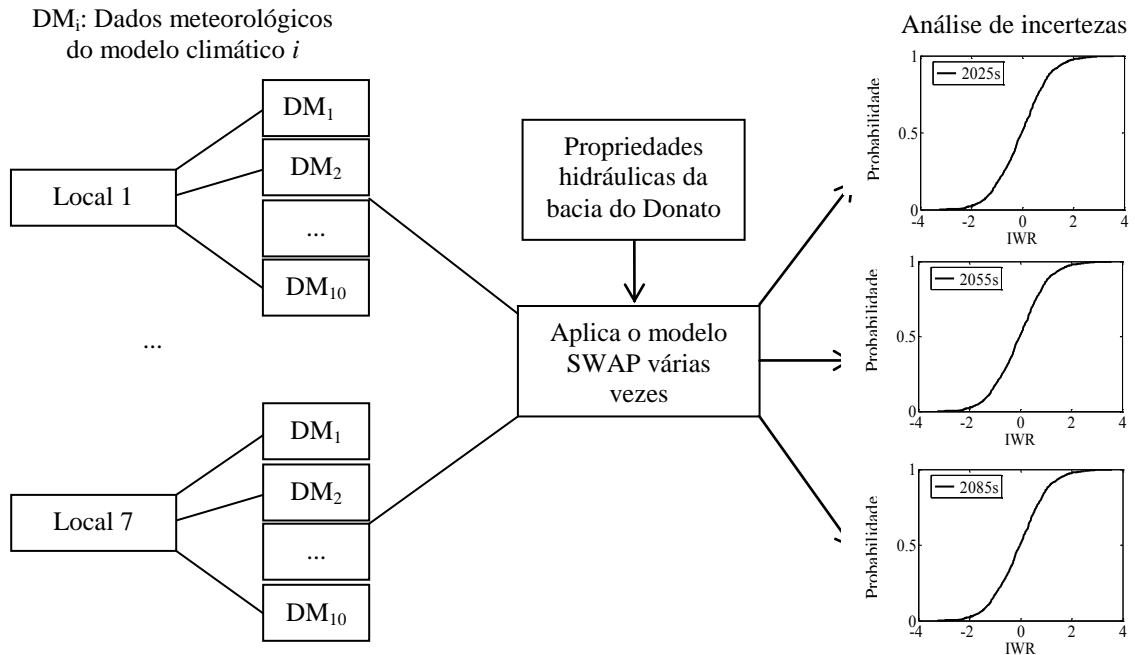 DMᵢ: Dados meteorológicos
do modelo climático i
Local 1
DM₁
DM₂
...
DM₁₀
...
Local 7
DM₁
DM₂
...
DM₁₀
Propriedades
hidráulicas da
bacia do Donato
Aplica o modelo
SWAP várias
vezes
Análise de incertezas
1
0.5
0
Probabilidade
2025s
-4 -2 0 2 4
IWR
1
0.5
0
Probabilidade
2055s
-4 -2 0 2 4
IWR
1
0.5
0
Probabilidade
2085s
-4 -2 0 2 4
IWR